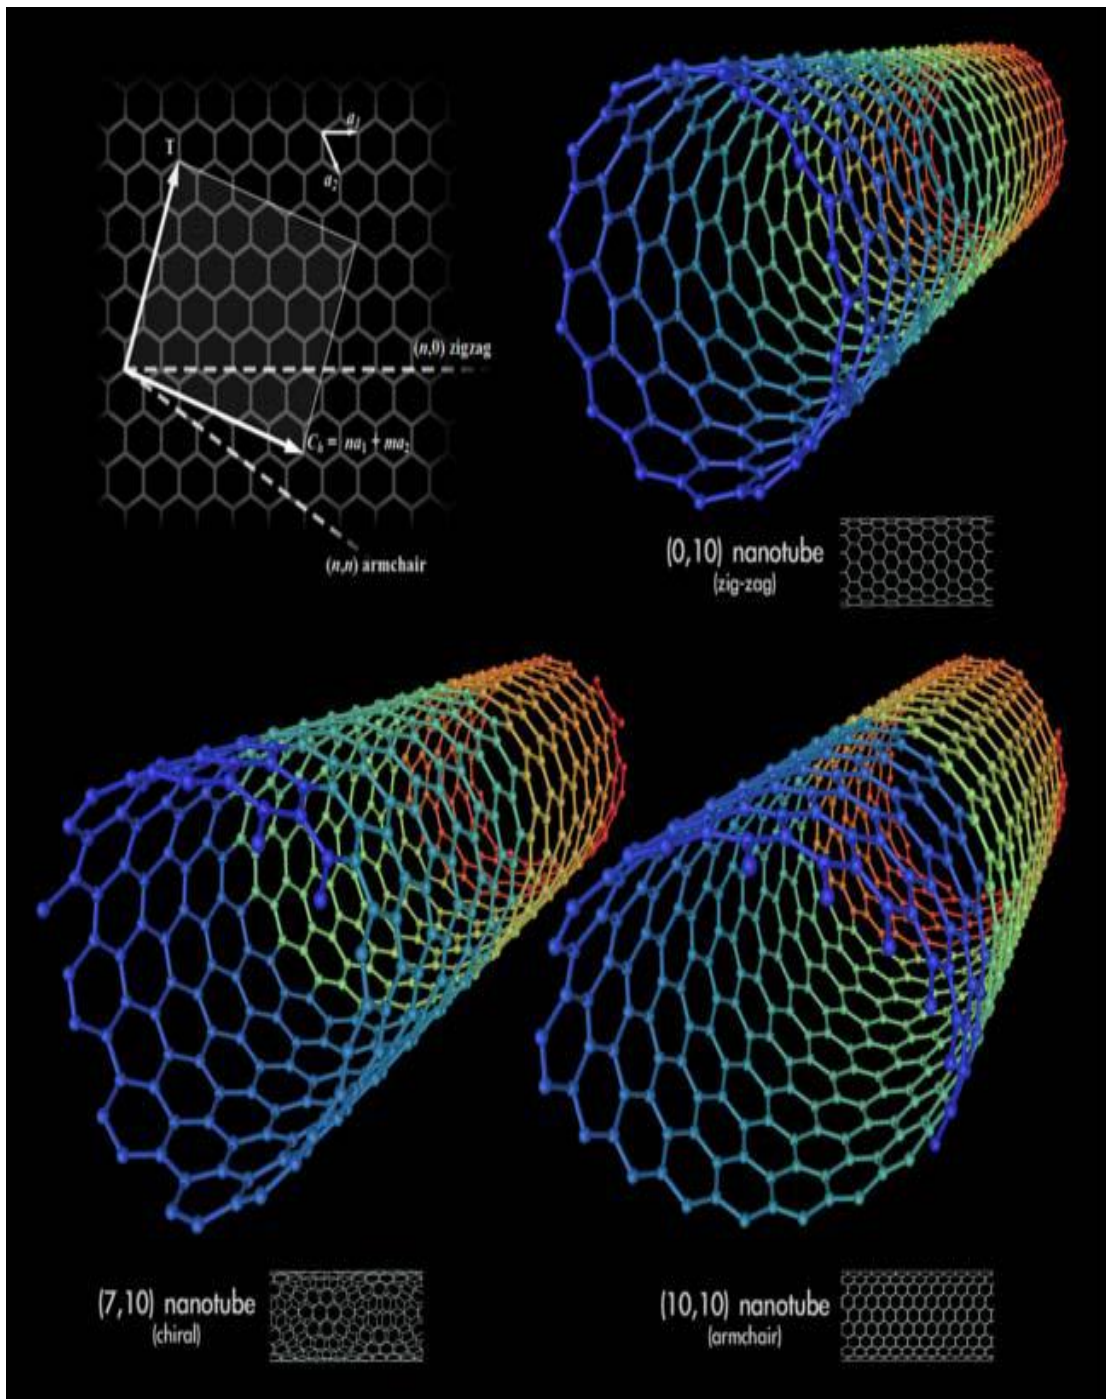 a₁
T
a₂
(n,0) zigzag
Cₕ = na₁ + ma₂
(n,n) armchair
(0,10) nanotube
(zig-zag)
(7,10) nanotube
(chiral)
(10,10) nanotube
(armchair)